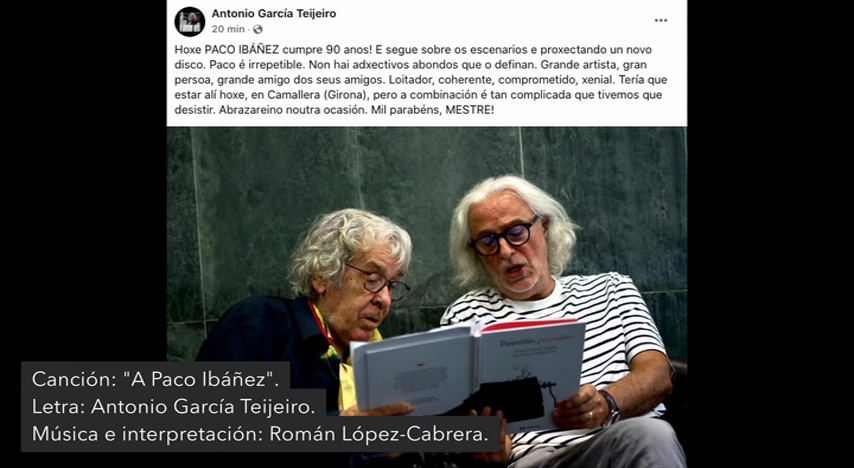 Antonio García Teijeiro
20 min ·
Hoxe PACO IBÁÑEZ cumpre 90 anos! E segue sobre os escenarios e proxectando un novo
disco. Paco é irrepetible. Non hai adxectivos abondos que o definan. Grande artista, gran
persoa, grande amigo dos seus amigos. Loitador, coherente, comprometido, xenial. Tería que
estar alí hoxe, en Camallera (Girona), pero a combinación é tan complicada que tivemos que
desistir. Abrazareino noutra ocasión. Mil parabéns, MESTRE!
Canción: "A Paco Ibáñez".
Letra: Antonio García Teijeiro.
Música e interpretación: Román López-Cabrera.